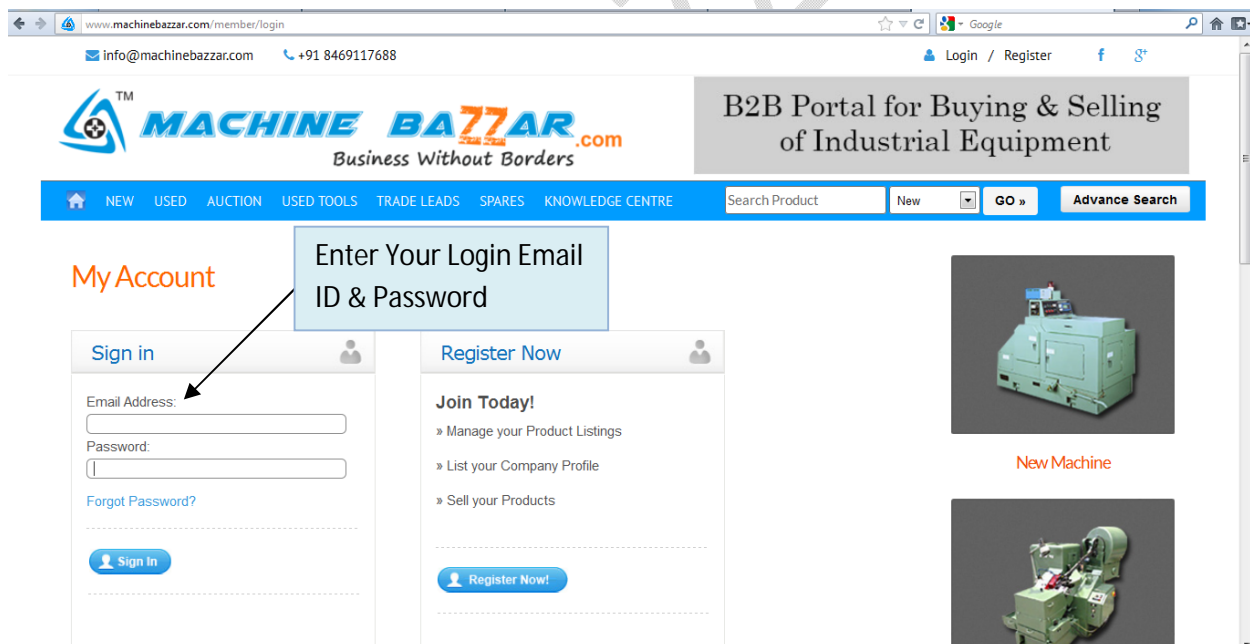 www.machinebazzar.com/member/login
Google
info@machinebazzar.com +91 8469117688 Login / Register f g+
TM
MACHINE BAZZAR.com
Business Without Borders
B2B Portal for Buying & Selling
of Industrial Equipment
NEW USED AUCTION USED TOOLS TRADE LEADS SPARES KNOWLEDGE CENTRE Search Product New GO » Advance Search
Enter Your Login Email
ID & Password
My Account
Sign in
Email Address:
Password:
Forgot Password?
Sign In
Register Now
Join Today!
» Manage your Product Listings
» List your Company Profile
» Sell your Products
Register Now!
New Machine